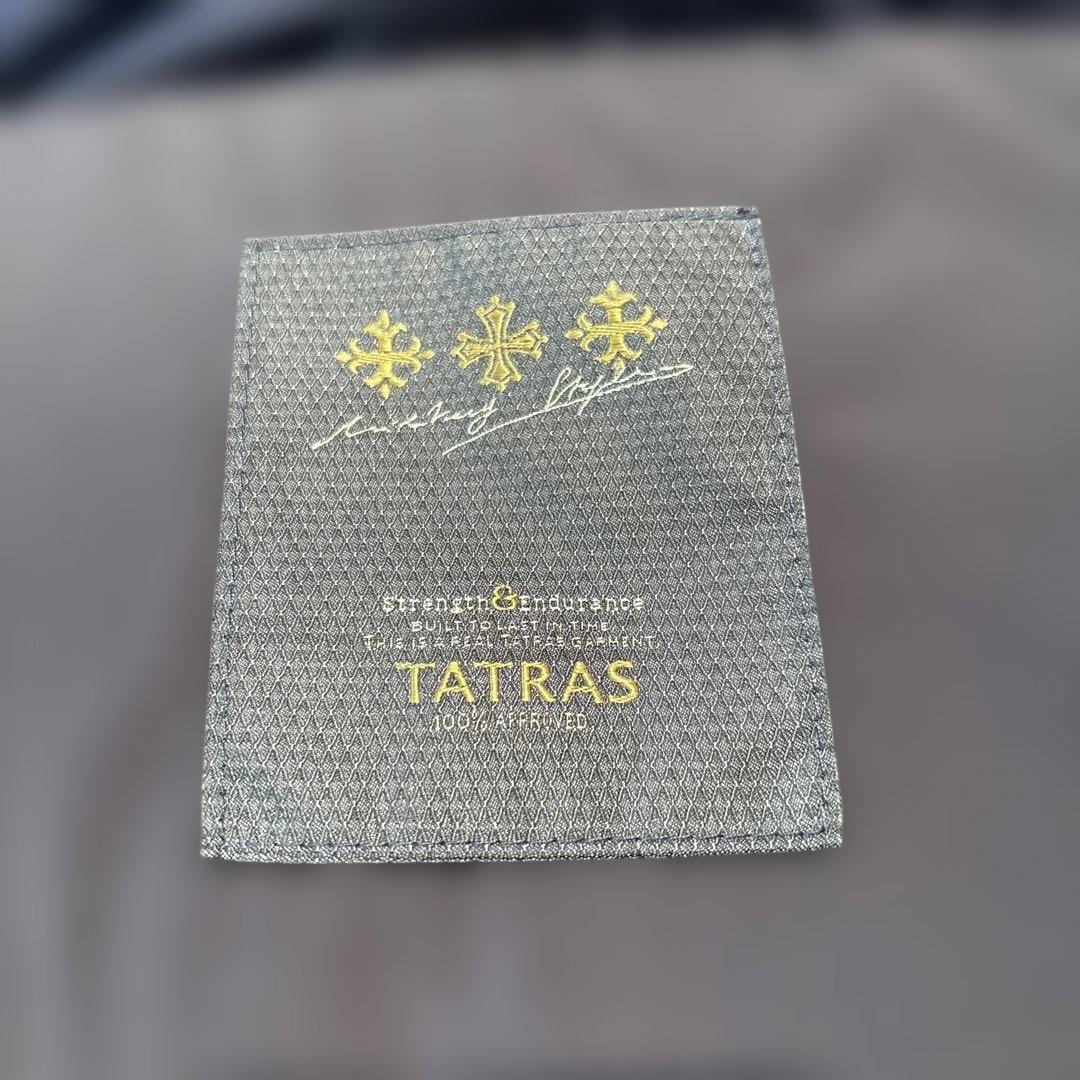 Strength & Endurance
BUILT TO LAST IN TIME
THIS IS A REAL TATRAS GARMENT.
TATRAS
100% APPROVED